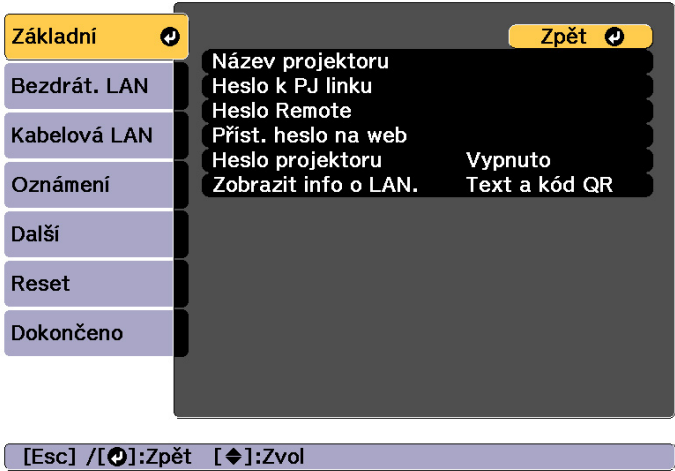 Základní
Bezdrát. LAN
Kabelová LAN
Oznámení
Další
Reset
Dokončeno
Zpět
Název projektoru
Heslo k PJ linku
Heslo Remote
Příst. heslo na web
Heslo projektoru Vypnuto
Zobrazit info o LAN. Text a kód QR
[Esc] /[⏎]:Zpět [◆]:Zvol